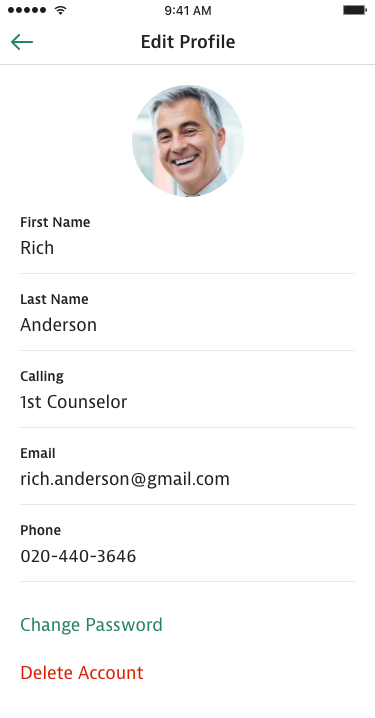 9:41 AM
Edit Profile
First Name
Rich
Last Name
Anderson
Calling
1st Counselor
Email
rich.anderson@gmail.com
Phone
020-440-3646
Change Password
Delete Account